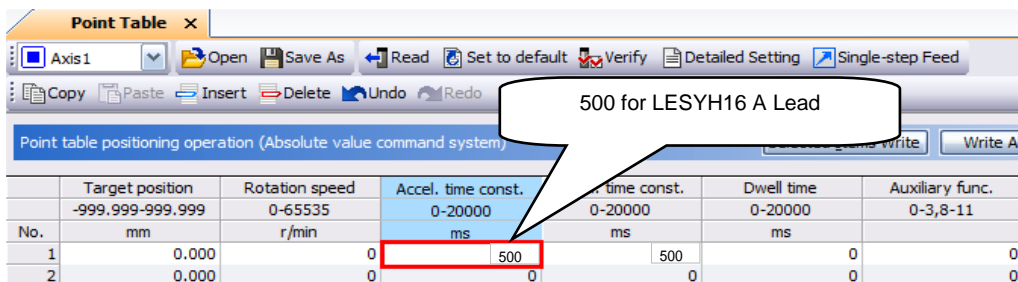 Point Table ×
Axis1 Open Save As Read Set to default Verify Detailed Setting Single-step Feed
Copy Paste Insert Delete Undo Redo
500 for LESYH16 A Lead
Point table positioning operation (Absolute value command system) Write Write A
Target position Rotation speed Accel. time const. time const. Dwell time Auxiliary func.
-999.999-999.999 0-65535 0-20000 0-20000 0-20000 0-3,8-11
No. mm r/min ms ms ms
1 0.000 0 500 500 0 0
2 0.000 0 0 0 0 0